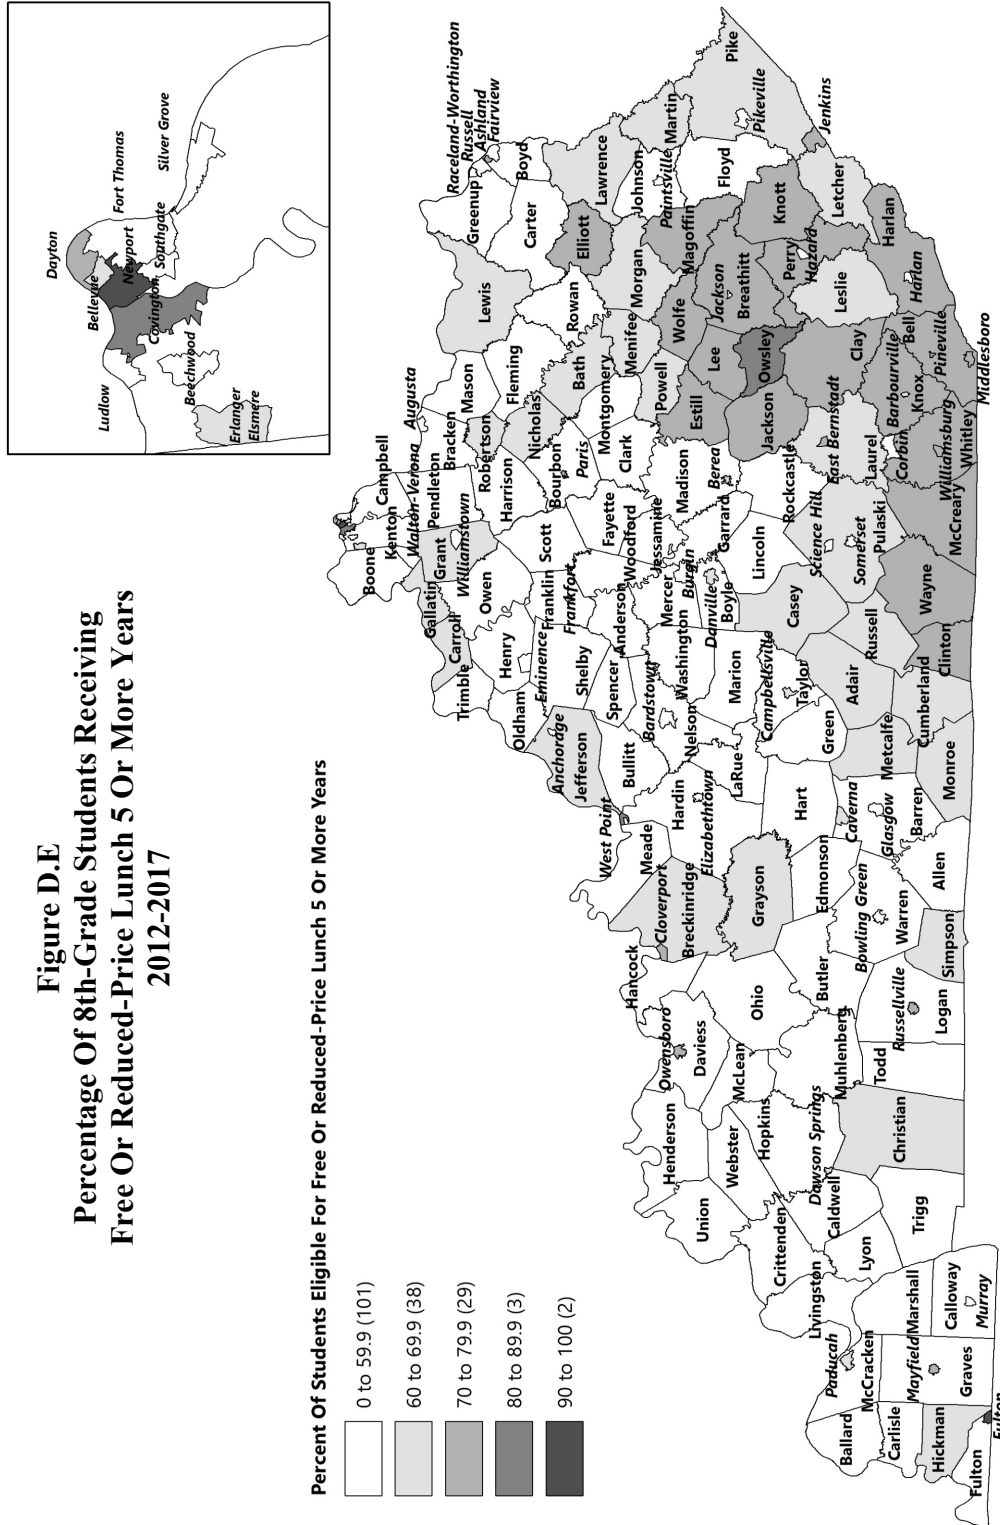 Figure D.E
Percentage Of 8th-Grade Students Receiving
Free Or Reduced-Price Lunch 5 Or More Years
2012-2017
Percent Of Students Eligible For Free Or Reduced-Price Lunch 5 Or More Years
0 to 59.9 (101)
60 to 69.9 (38)
70 to 79.9 (29)
80 to 89.9 (3)
90 to 100 (2)
Ludlow
Bellevue
Dayton
Fort Thomas
Silver Grove
Newport
Southgate
Covington
Beechwood
Erlanger
Elsmere
Boone
Kenton
Campbell
Walton-Verona
Augusta
Gallatin
Grant
Pendleton
Bracken
Mason
Lewis
Greenup
Raceland-Worthington
Russell
Ashland
Fairview
Boyd
Trimble
Carroll
Owen
Williamstown
Robertson
Fleming
Carter
Oldham
Henry
Eminence
Franklin
Frankfort
Scott
Harrison
Nicholas
Rowan
Elliott
Lawrence
Anchorage
Jefferson
Shelby
Bourbon
Paris
Bath
Montgomery
Menifee
Morgan
Johnson
Paintsville
Martin
West Point
Bullitt
Spencer
Anderson
Woodford
Fayette
Clark
Powell
Wolfe
Magoffin
Floyd
Pike
Pikeville
Hancock
Cloverport
Breckinridge
Meade
Hardin
Elizabethtown
Bardstown
Nelson
Washington
Mercer
Burgin
Jessamine
Madison
Estill
Lee
Jackson
Breathitt
Knott
Jenkins
Union
Henderson
Owensboro
Daviess
LaRue
Marion
Danville
Boyle
Garrard
Berea
Jackson
Owsley
Perry
Hazard
Letcher
Crittenden
Webster
Hopkins
McLean
Ohio
Grayson
Hart
Green
Campbellsville
Taylor
Casey
Lincoln
Rockcastle
East Bernstadt
Clay
Leslie
Harlan
Harlan
Livingston
Caldwell
Dawson Springs
Muhlenberg
Butler
Edmonson
Caverna
Adair
Science Hill
Somerset
Pulaski
Laurel
Corbin
Barbourville
Knox
Bell
Pineville
Middlesboro
Paducah
McCracken
Ballard
Lyon
Christian
Todd
Russellville
Logan
Bowling Green
Warren
Glasgow
Barren
Metcalfe
Russell
Wayne
McCreary
Williamsburg
Whitley
Carlisle
Mayfield
Marshall
Trigg
Simpson
Allen
Monroe
Cumberland
Clinton
Hickman
Graves
Calloway
Murray
Fulton
Fulton